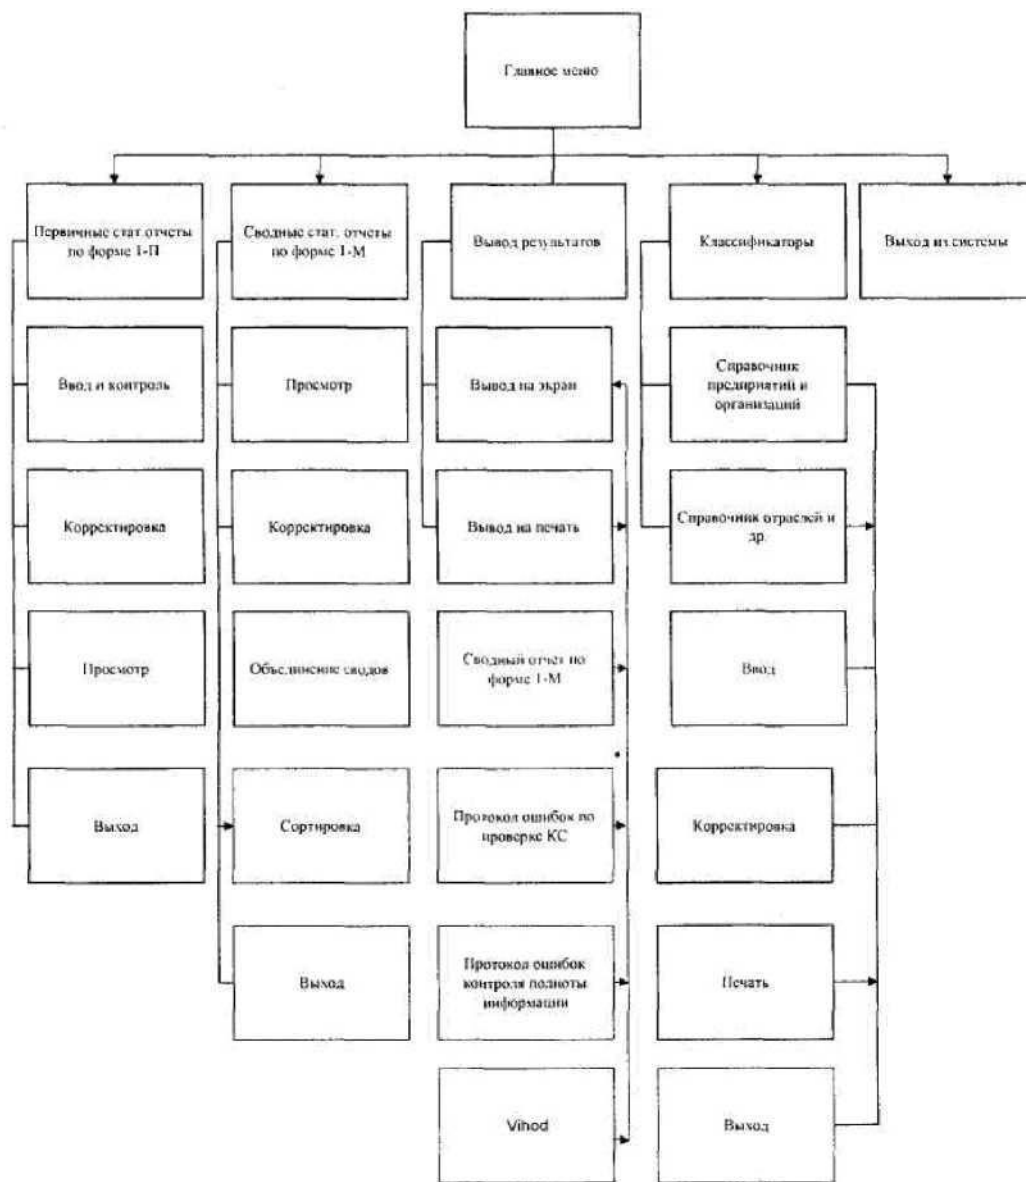 Главное меню
Первичные стат отчеты
по форме 1-П
Сводные стат. отчеты
по форме 1-М
Вывод результатов
Классификаторы
Выход из системы
Ввод и контроль
Просмотр
Вывод на экран
Справочник
предприятий и
организаций
Корректировка
Корректировка
Вывод на печать
Справочник отраслей и
др.
Просмотр
Объединение сводов
Сводный отчет по
форме 1-М
Ввод
Выход
Сортировка
Протокол ошибок по
проверке КС
Корректировка
Выход
Протокол ошибок
контроля полноты
информации
Печать
Vihod
Выход